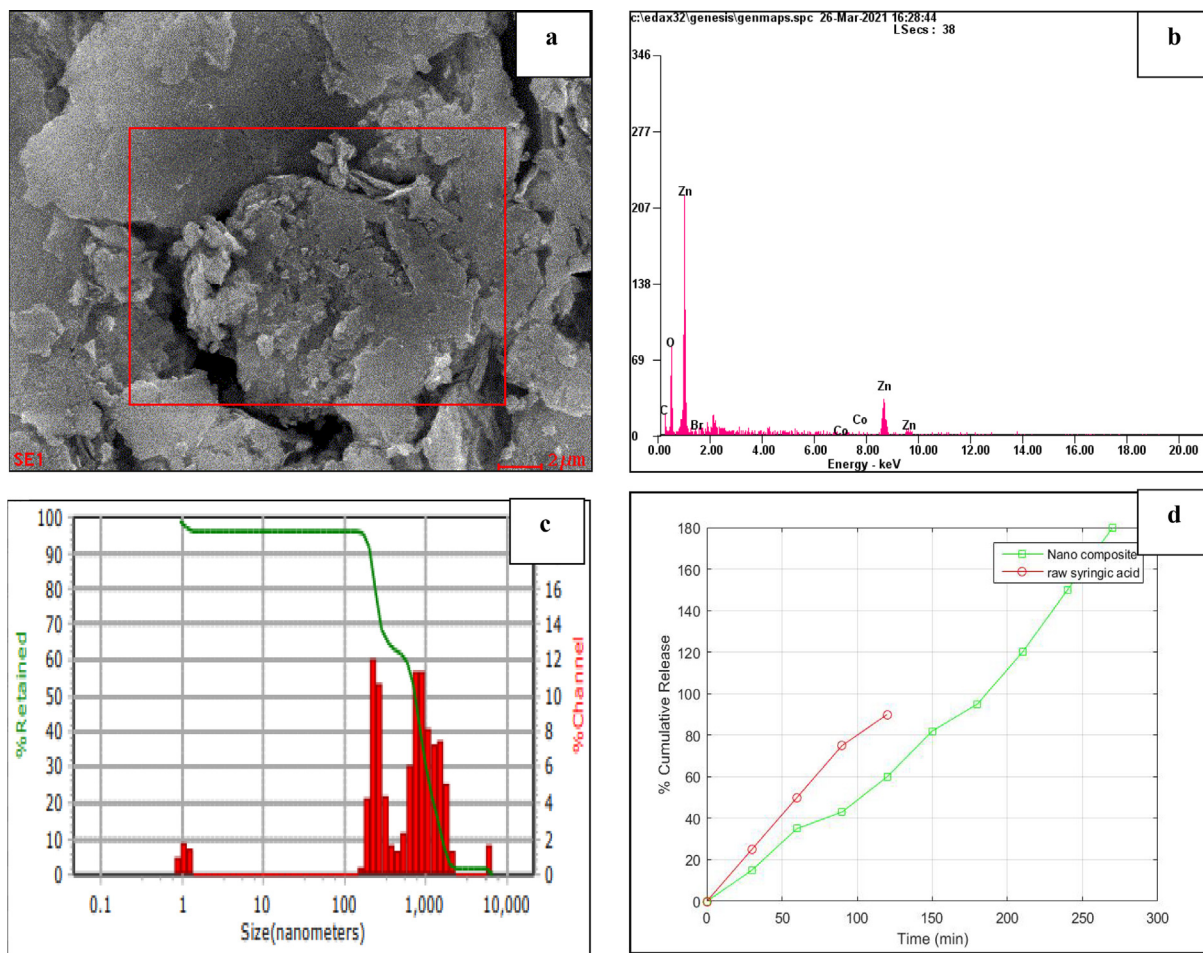 a
SE1
2µm
c:\edax32\genesis\genmaps.spc 26-Mar-2021 16:28:44
LSecs : 38
b
346
277
207
138
69
0
Zn
O
C
Br
Co
Co
Zn
Zn
0.00 2.00 4.00 6.00 8.00 10.00 12.00 14.00 16.00 18.00 20.00
Energy - keV
c
%Retained
100
90
80
70
60
50
40
30
20
10
0
16
14
12
10
8
6
4
2
0
%Channel
0.1 1 10 100 1,000 10,000
Size(nanometers)
d
% Cumulative Release
180
160
140
120
100
80
60
40
20
0
Nano composite
raw syringic acid
0 50 100 150 200 250 300
Time (min)